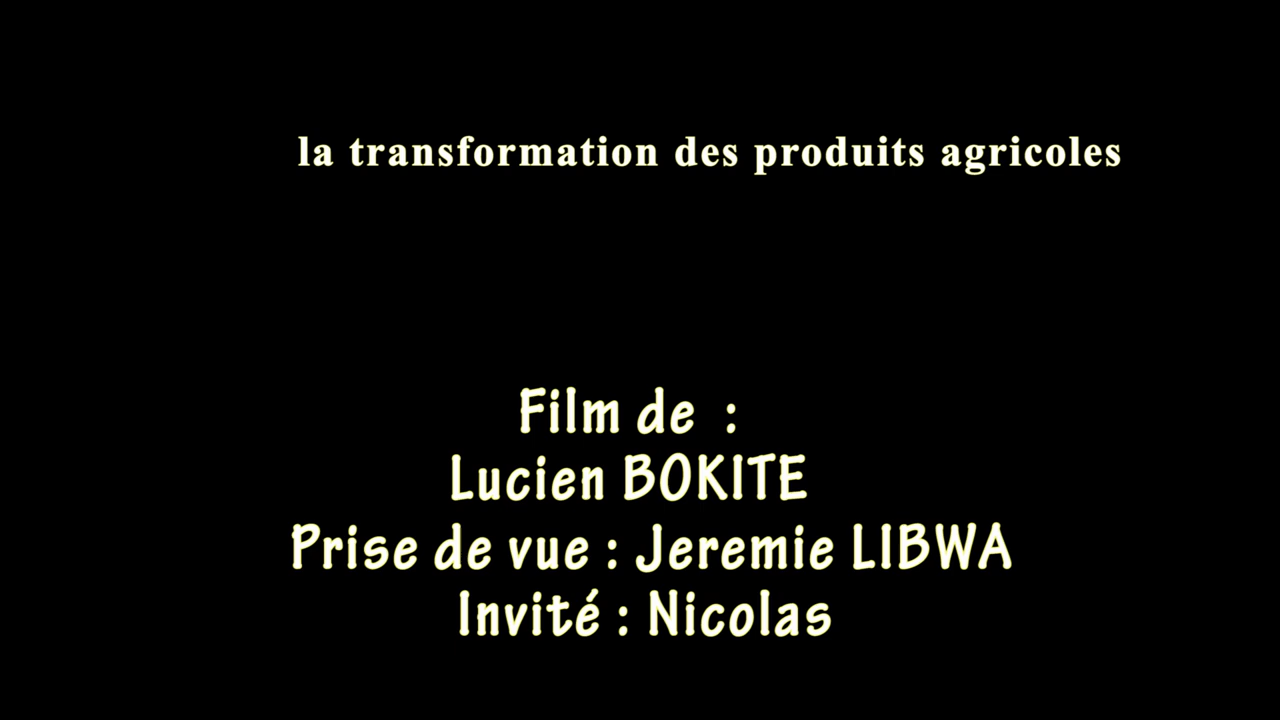 la transformation des produits agricoles
Film de :
Lucien BOKITE
Prise de vue : Jeremie LIBWA
Invité : Nicolas